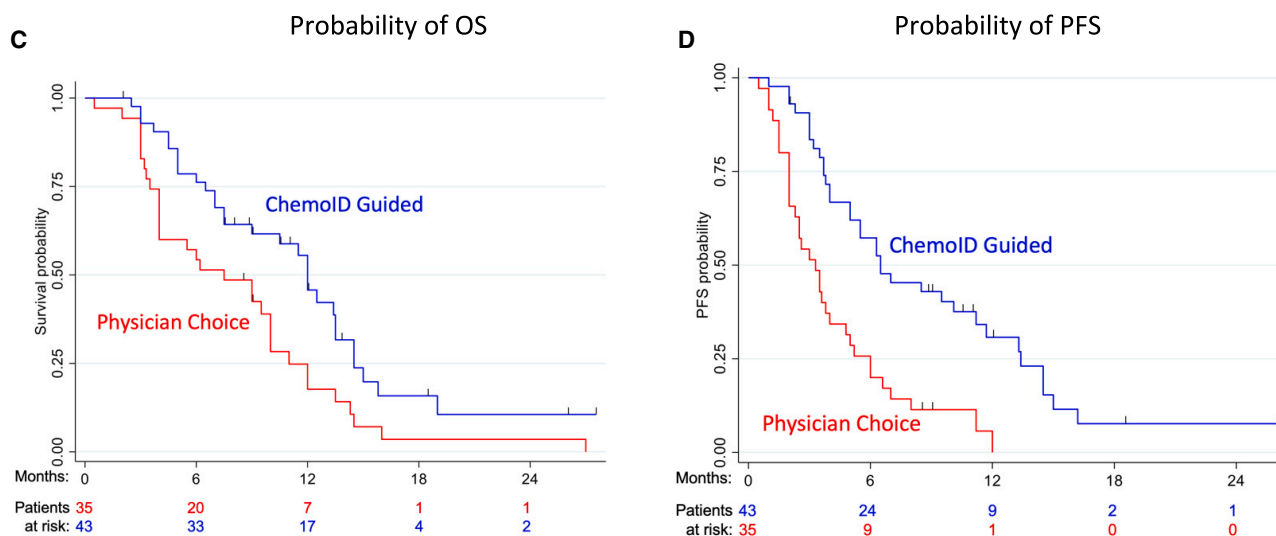 C
Probability of OS
Survival probability
1.00
0.75
0.50
0.25
0.00
ChemoID Guided
Physician Choice
Months: 0 6 12 18 24
Patients 35 20 7 1 1
at risk: 43 33 17 4 2
D
Probability of PFS
PFS probability
1.00
0.75
0.50
0.25
0.00
ChemoID Guided
Physician Choice
Months: 0 6 12 18 24
Patients 43 24 9 2 1
at risk: 35 9 1 0 0